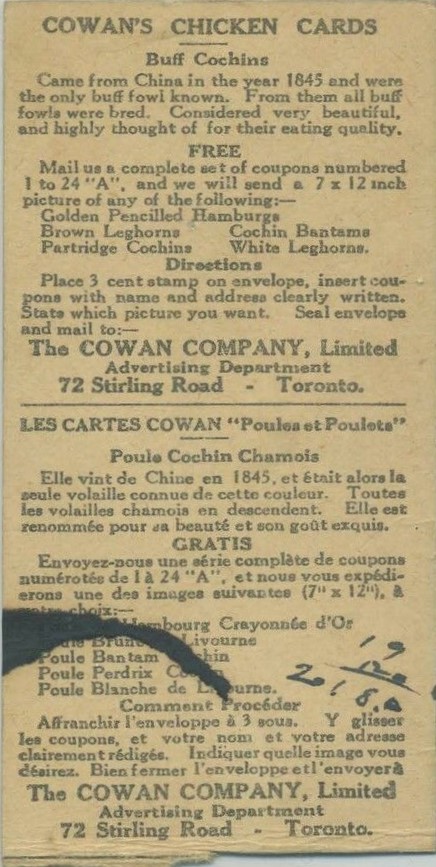 COWAN'S CHICKEN CARDS
Buff Cochins
Came from China in the year 1845 and were
the only buff fowl known. From them all buff
fowls were bred. Considered very beautiful,
and highly thought of for their eating quality.
FREE
Mail us a complete set of coupons numbered
1 to 24 "A", and we will send a 7 x 12 inch
picture of any of the following:—
Golden Pencilled Hamburgs
Brown Leghorns Cochin Bantams
Partridge Cochins White Leghorns.
Directions
Place 3 cent stamp on envelope, insert cou-
pons with name and address clearly written.
State which picture you want. Seal envelope
and mail to:—
The COWAN COMPANY, Limited
Advertising Department
72 Stirling Road - Toronto.
LES CARTES COWAN "Poules et Poulets"
Poule Cochin Chamois
Elle vint de Chine en 1845, et était alors la
seule volaille connue de cette couleur. Toutes
les volailles chamois en descendent. Elle est
renommée pour sa beauté et son goût exquis.
GRATIS
Envoyez-nous une série complète de coupons
numérotés de 1 à 24 "A", et nous vous expédi-
erons une des images suivantes (7" x 12"), à
choix:—
Hambourg Crayonnée d'Or
Livourne
Poule Bantam
Poule Perdrix
Poule Blanche de
Comment Procéder
Affranchir l'enveloppe à 3 sous. Y glisser
les coupons, et votre nom et votre adresse
clairement rédigés. Indiquer quelle image vous
désirez. Bien fermer l'enveloppe et l'envoyer à
The COWAN COMPANY, Limited
Advertising Department
72 Stirling Road - Toronto.